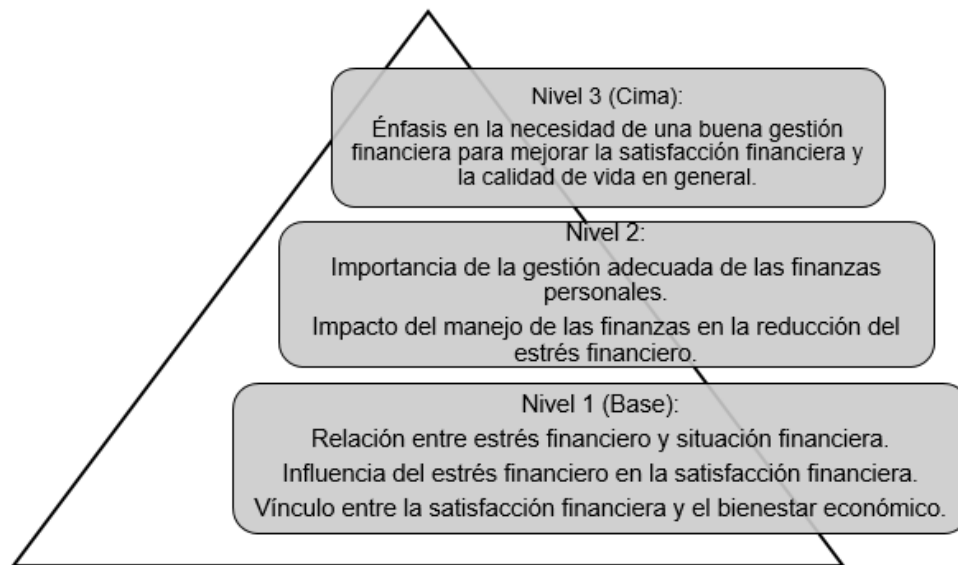 Nivel 3 (Cima):
Énfasis en la necesidad de una buena gestión
financiera para mejorar la satisfacción financiera y
la calidad de vida en general.
Nivel 2:
Importancia de la gestión adecuada de las finanzas
personales.
Impacto del manejo de las finanzas en la reducción del
estrés financiero.
Nivel 1 (Base):
Relación entre estrés financiero y situación financiera.
Influencia del estrés financiero en la satisfacción financiera.
Vínculo entre la satisfacción financiera y el bienestar económico.